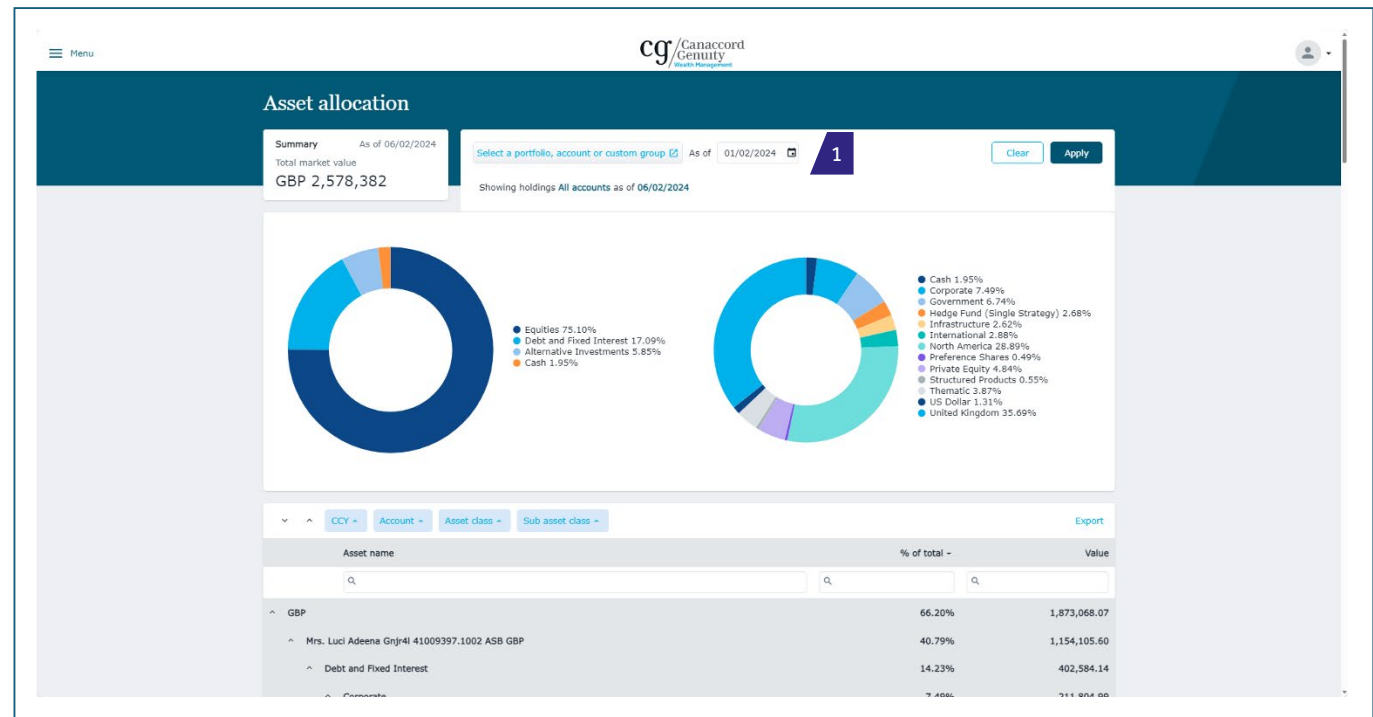 Menu
cg/Canaccord
Genuity
Wealth Management
Asset allocation
Summary As of 06/02/2024
Total market value
GBP 2,578,382
Select a portfolio, account or custom group As of 01/02/2024
1
Clear Apply
Showing holdings All accounts as of 06/02/2024
Equities 75.10%
Debt and Fixed Interest 17.09%
Alternative Investments 5.85%
Cash 1.95%
Cash 1.95%
Corporate 7.49%
Government 6.74%
Hedge Fund (Single Strategy) 2.68%
Infrastructure 2.62%
International 2.88%
North America 28.89%
Preference Shares 0.49%
Private Equity 4.84%
Structured Products 0.55%
Thematic 3.87%
US Dollar 1.31%
United Kingdom 35.69%
CCY Account Asset class Sub asset class Export
Asset name % of total Value
GBP 66.20% 1,873,068.07
Mrs. Luci Adeena Gnjr4l 41009397.1002 ASB GBP 40.79% 1,154,105.60
Debt and Fixed Interest 14.23% 402,584.14
Corporate 7.49% 211,804.99